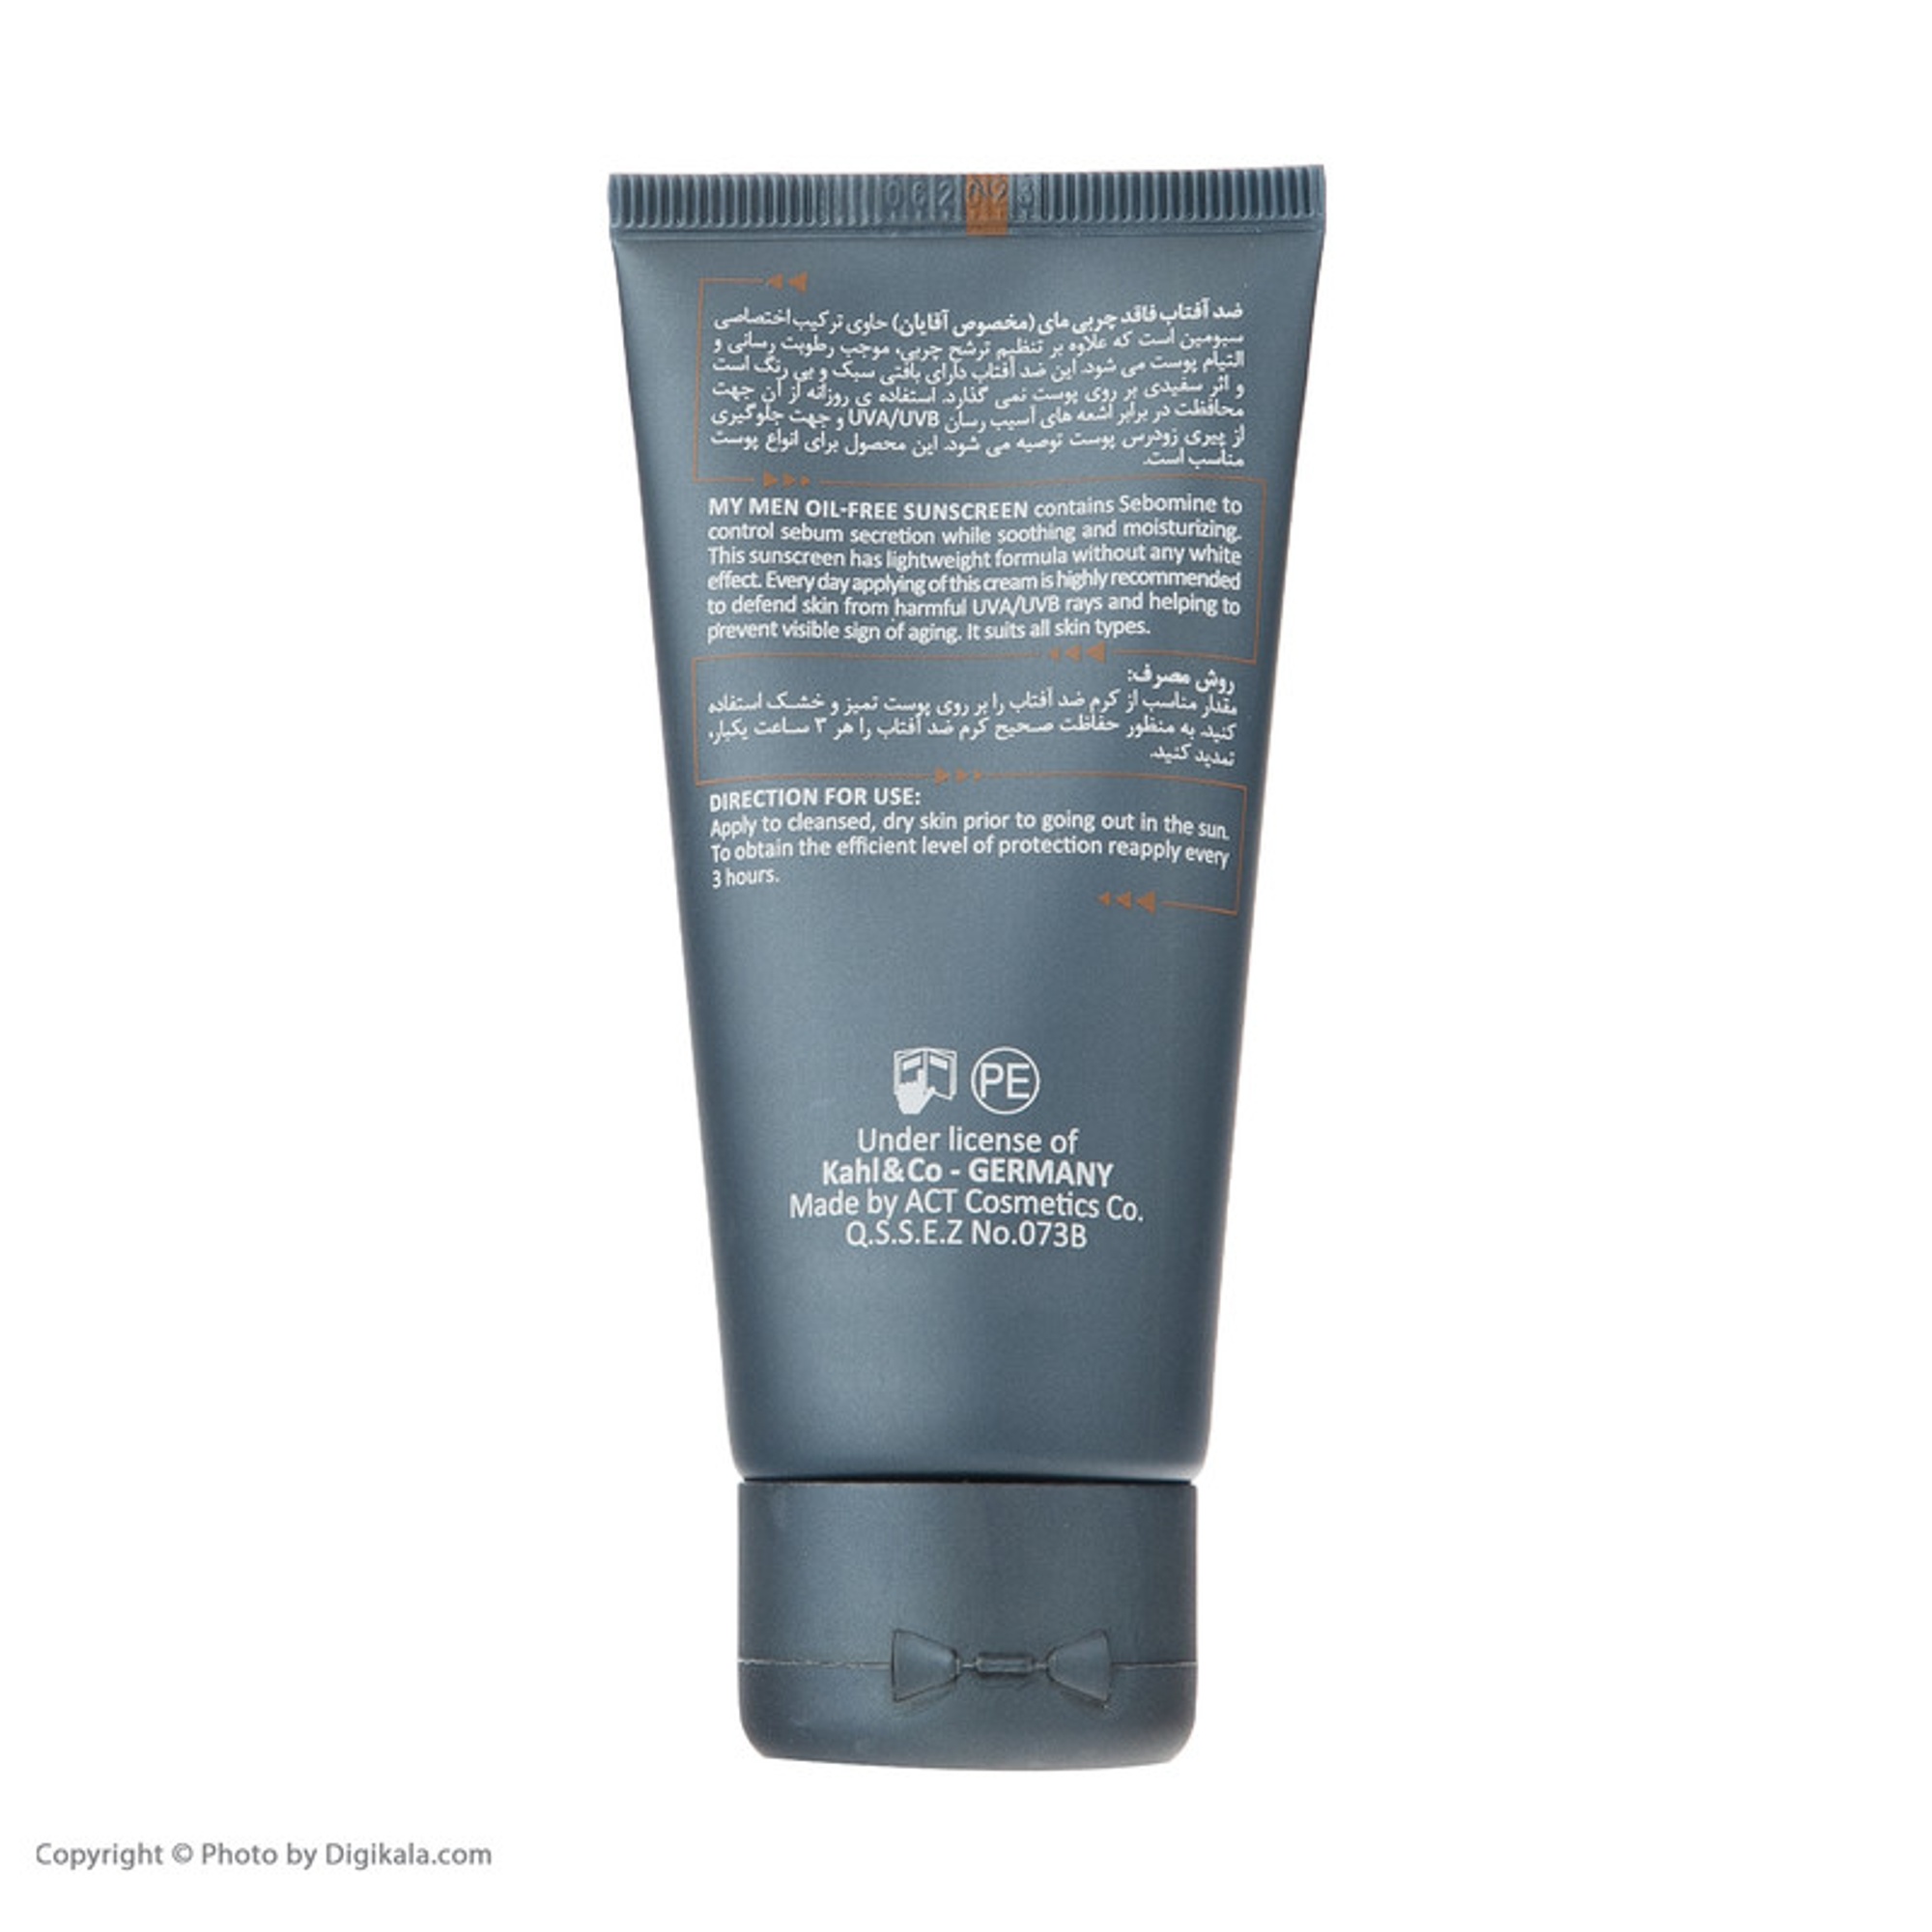 062023
ضد آفتاب فاقد چربی مای (مخصوص آقایان) حاوی ترکیب اختصاصی
سبومین است که علاوه بر تنظیم ترشح چربی، موجب رطوبت رسانی و
التیام پوست می شود. این ضد آفتاب دارای بافتی سبک و بی رنگ است
و اثر سفیدی بر روی پوست نمی گذارد. استفاده ی روزانه از آن جهت
محافظت در برابر اشعه های آسیب رسان UVA/UVB و جهت جلوگیری
از پیری زودرس پوست توصیه می شود. این محصول برای انواع پوست
مناسب است.
MY MEN OIL-FREE SUNSCREEN contains Sebomine to
control sebum secretion while soothing and moisturizing.
This sunscreen has lightweight formula without any white
effect. Every day applying of this cream is highly recommended
to defend skin from harmful UVA/UVB rays and helping to
prevent visible sign of aging. It suits all skin types.
روش مصرف:
مقدار مناسب از کرم ضد آفتاب را بر روی پوست تمیز و خشک استفاده
کنید. به منظور حفاظت صحیح کرم ضد آفتاب را هر ۳ ساعت یکبار،
تمدید کنید.
DIRECTION FOR USE:
Apply to cleansed, dry skin prior to going out in the sun.
To obtain the efficient level of protection reapply every
3 hours.
PE
Under license of
Kahl&Co - GERMANY
Made by ACT Cosmetics Co.
Q.S.S.E.Z No.073B
Copyright © Photo by Digikala.com